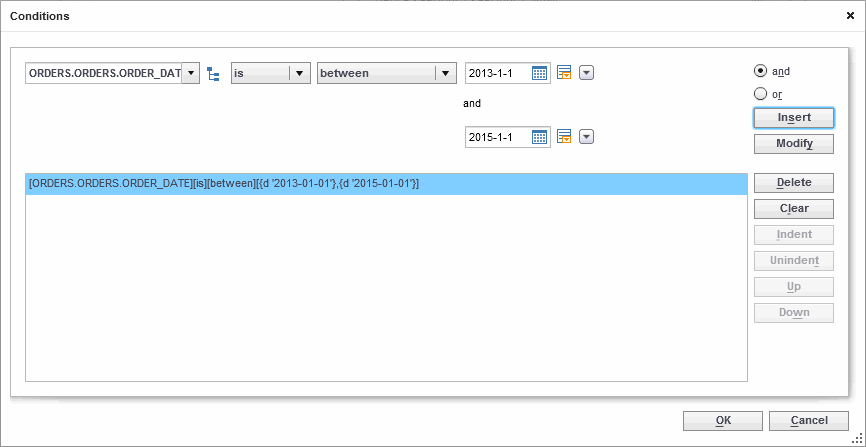 Conditions
ORDERS.ORDERS.ORDER_DAT
is
between
2013-1-1
and
2015-1-1
and
or
Insert
Modify
[ORDERS.ORDERS.ORDER_DATE][is][between][{d '2013-01-01'},{d '2015-01-01'}]
Delete
Clear
Indent
Unindent
Up
Down
OK
Cancel